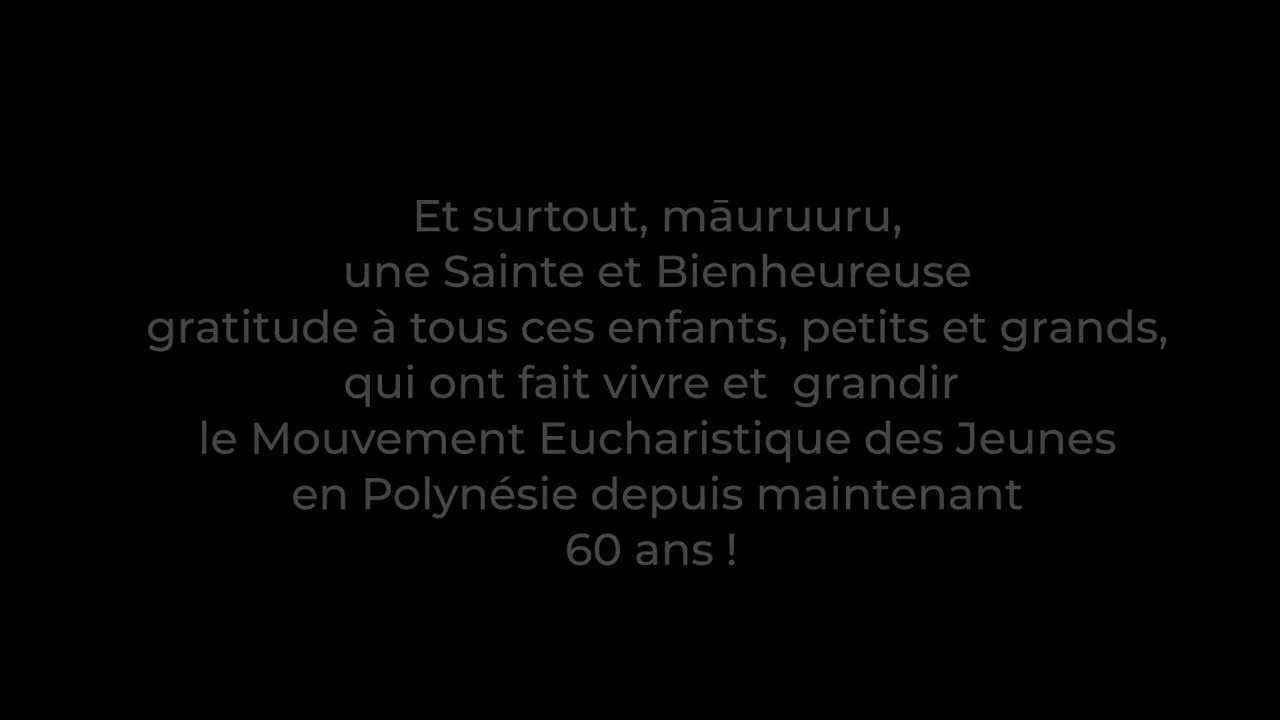 Et surtout, māuruuru,
une Sainte et Bienheureuse
gratitude à tous ces enfants, petits et grands,
qui ont fait vivre et  grandir
le Mouvement Eucharistique des Jeunes
en Polynésie depuis maintenant
60 ans !